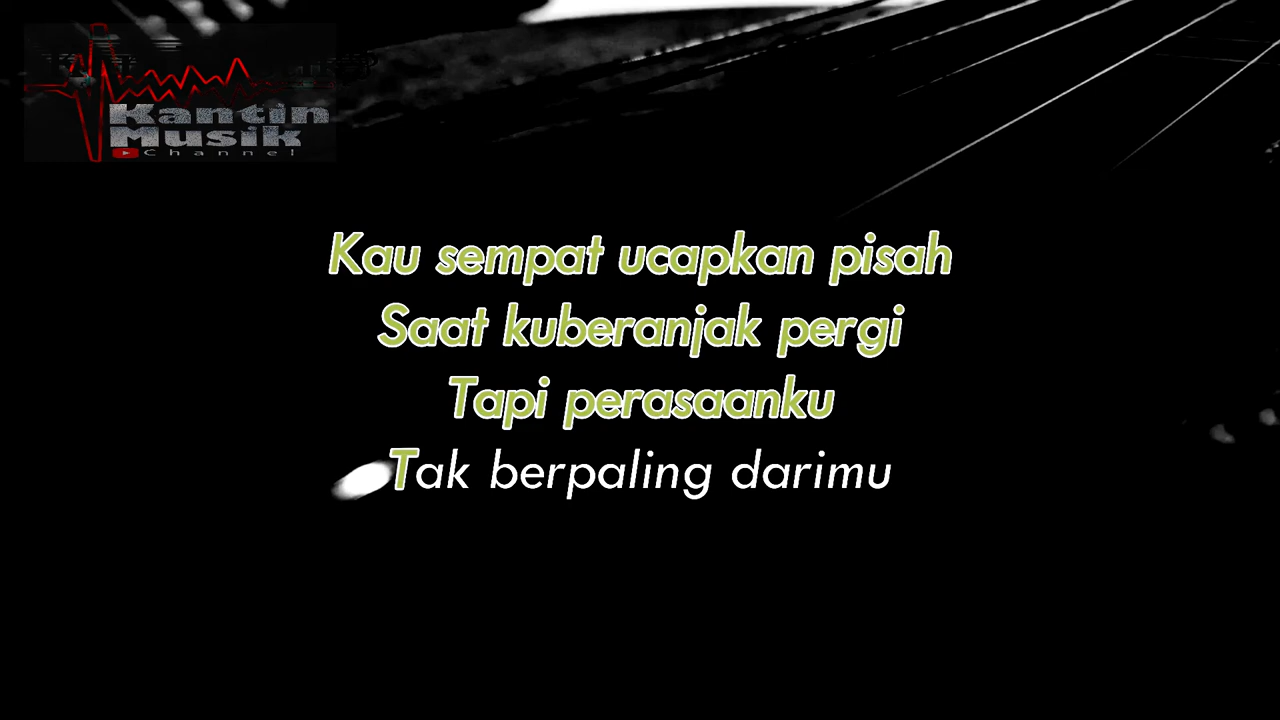 Kantin
Musik
Channel
Kau sempat ucapkan pisah
Saat kuberanjak pergi
Tapi perasaanku
Tak berpaling darimu